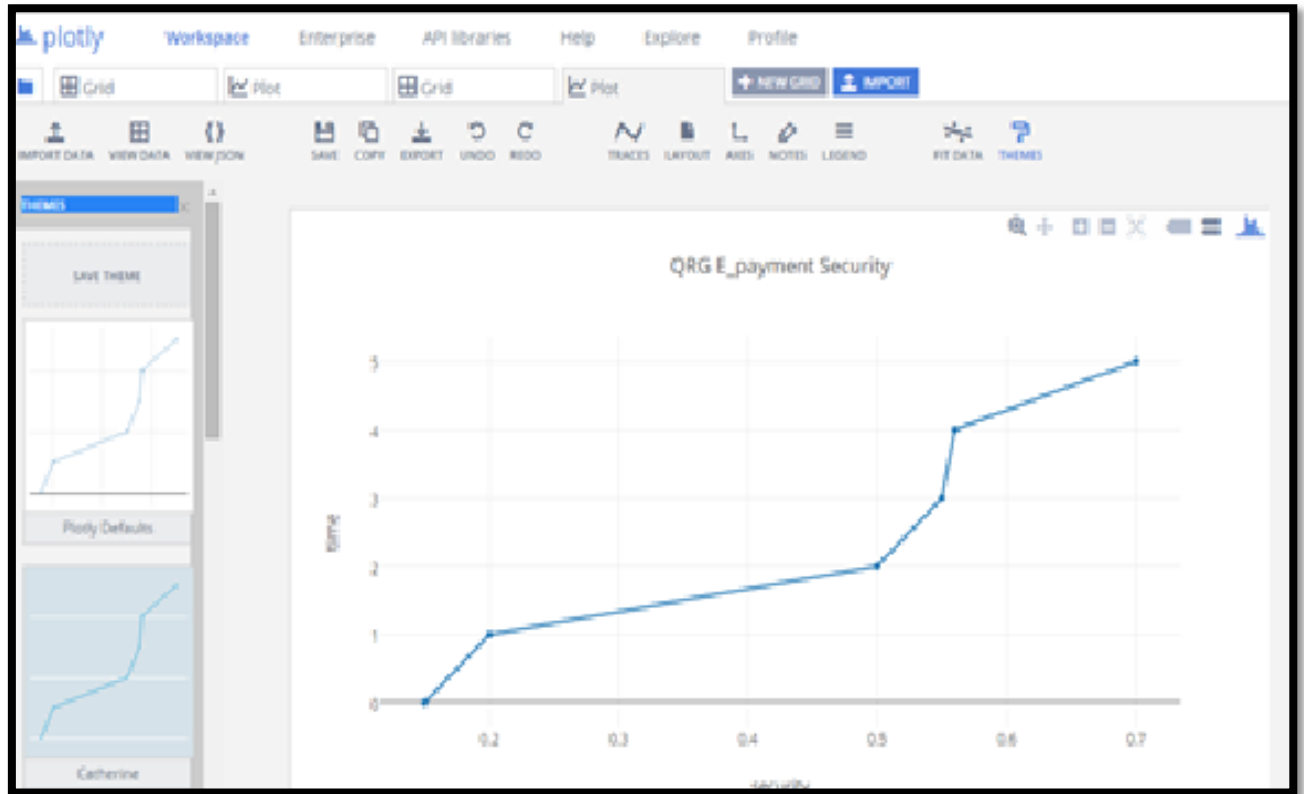 plotly Workspace Enterprise API libraries Help Explore Profile
Grid Plot Grid Plot + NEW GRID IMPORT
IMPORT DATA VIEW DATA VIEW JSON SAVE COPY EXPORT UNDO REDO TRACES LAYOUT AXES NOTES LEGEND FIT DATA THEMES
THEMES
SAVE THEME
Plotly Defaults
Catherine
QRG E_payment Security
5
4
3
2
1
0
time
0.2 0.3 0.4 0.5 0.6 0.7
security